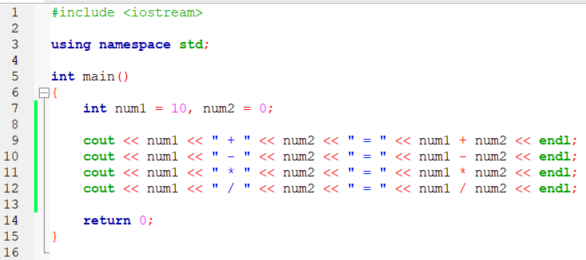 1 #include <iostream>
2
3 using namespace std;
4
5 int main()
6 {
7     int num1 = 10, num2 = 0;
8
9     cout << num1 << " + " << num2 << " = " << num1 + num2 << endl;
10     cout << num1 << " - " << num2 << " = " << num1 - num2 << endl;
11     cout << num1 << " * " << num2 << " = " << num1 * num2 << endl;
12     cout << num1 << " / " << num2 << " = " << num1 / num2 << endl;
13
14     return 0;
15 }
16